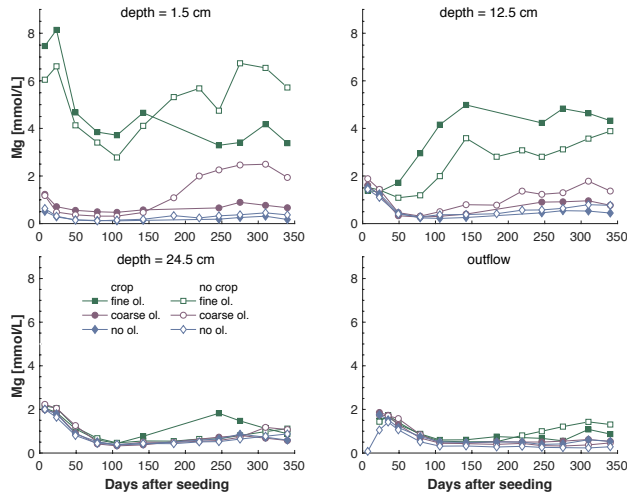 depth = 1.5 cm
depth = 12.5 cm
Mg [mmol/L]
8
6
4
2
0
0 50 100 150 200 250 300 350
8
6
4
2
0
0 50 100 150 200 250 300 350
depth = 24.5 cm
outflow
Mg [mmol/L]
8
6
4
2
0
crop no crop
fine ol. fine ol.
coarse ol. coarse ol.
no ol. no ol.
0 50 100 150 200 250 300 350
Days after seeding
8
6
4
2
0
0 50 100 150 200 250 300 350
Days after seeding